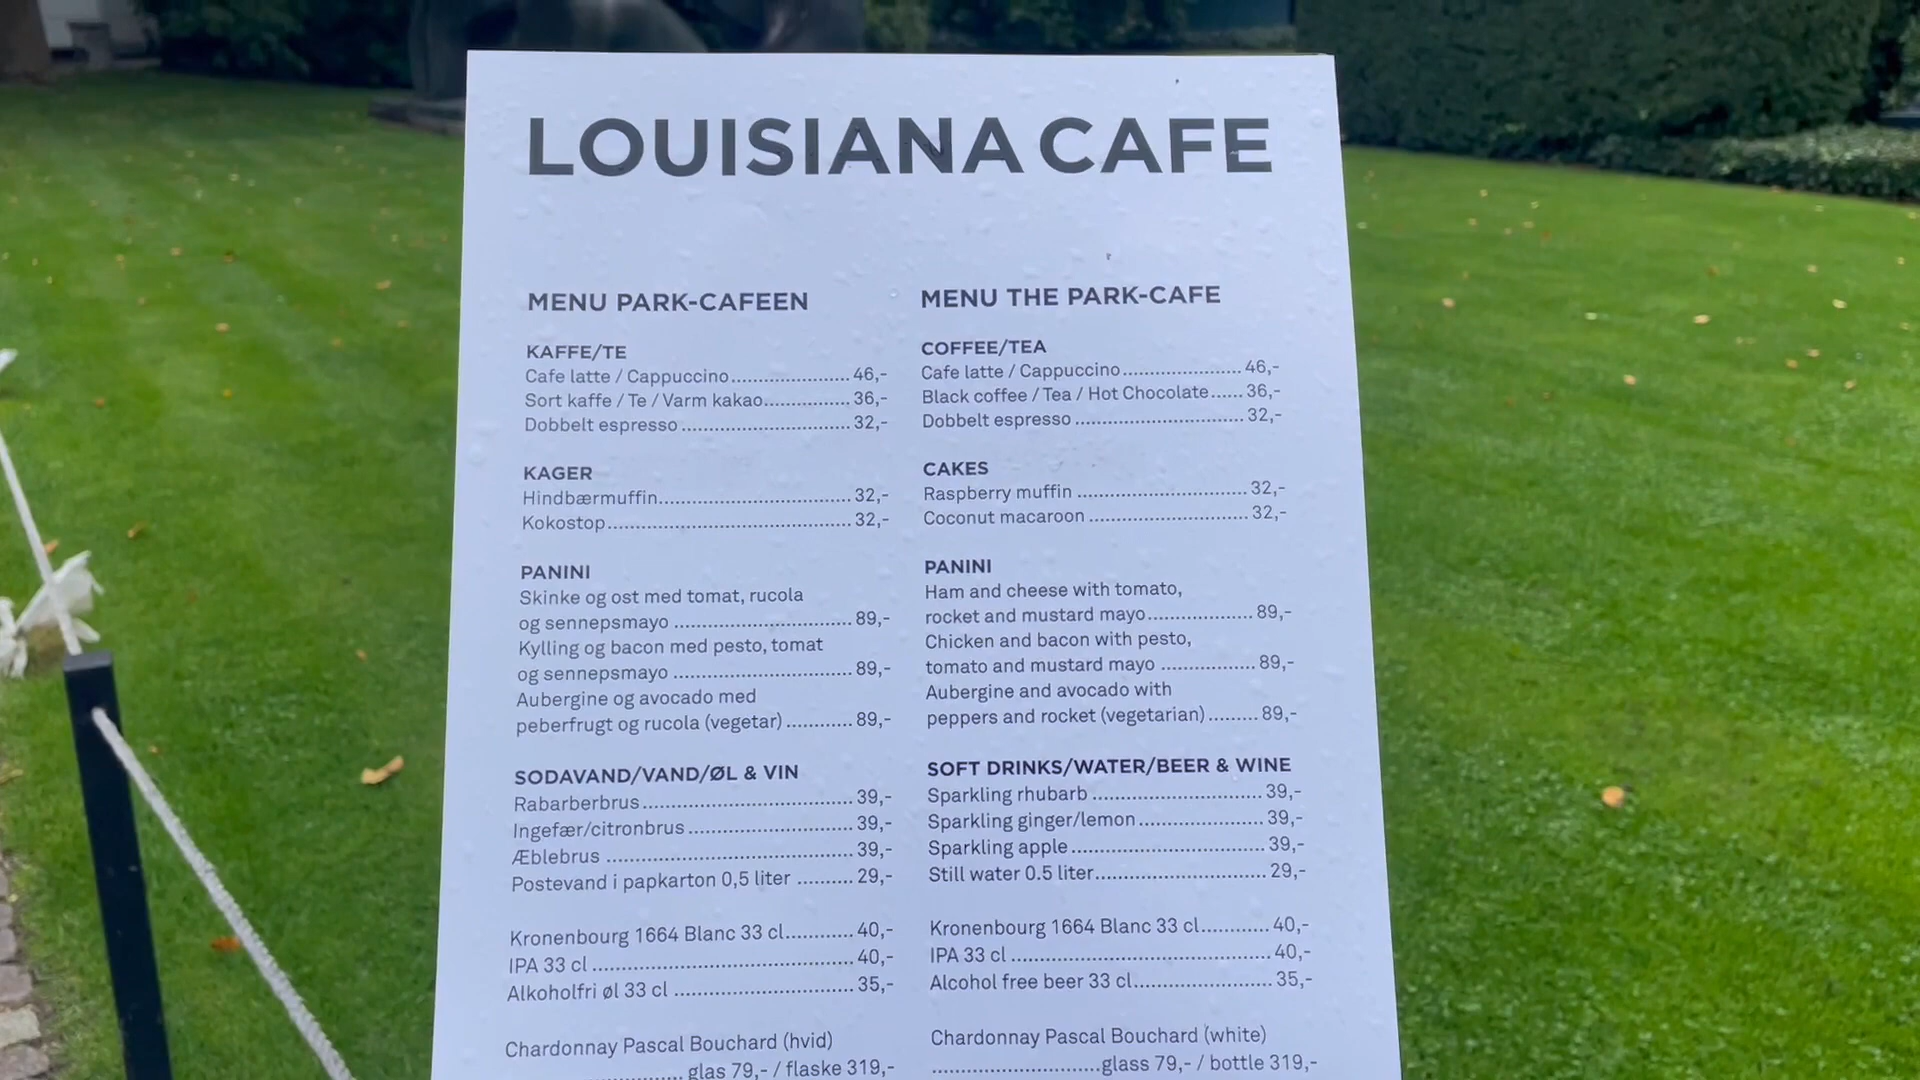 LOUISIANA CAFE
MENU PARK-CAFEEN
KAFFE/TE
Cafe latte / Cappuccino.................... 46,-
Sort kaffe / Te / Varm kakao............... 36,-
Dobbelt espresso ............................. 32,-
KAGER
Hindbærmuffin................................. 32,-
Kokostop.......................................... 32,-
PANINI
Skinke og ost med tomat, rucola
og sennepsmayo .............................. 89,-
Kylling og bacon med pesto, tomat
og sennepsmayo .............................. 89,-
Aubergine og avocado med
peberfrugt og rucola (vegetar) ........... 89,-
SODAVAND/VAND/ØL & VIN
Rabarberbrus.................................... 39,-
Ingefær/citronbrus ............................ 39,-
Æblebrus .......................................... 39,-
Postevand i papkarton 0,5 liter .......... 29,-
Kronenbourg 1664 Blanc 33 cl............ 40,-
IPA 33 cl ............................................ 40,-
Alkoholfri øl 33 cl .............................. 35,-
Chardonnay Pascal Bouchard (hvid)
.............. glas 79,- / flaske 319,-
MENU THE PARK-CAFE
COFFEE/TEA
Cafe latte / Cappuccino.................... 46,-
Black coffee / Tea / Hot Chocolate...... 36,-
Dobbelt espresso ............................. 32,-
CAKES
Raspberry muffin ............................. 32,-
Coconut macaroon ........................... 32,-
PANINI
Ham and cheese with tomato,
rocket and mustard mayo.................. 89,-
Chicken and bacon with pesto,
tomato and mustard mayo ................ 89,-
Aubergine and avocado with
peppers and rocket (vegetarian)......... 89,-
SOFT DRINKS/WATER/BEER & WINE
Sparkling rhubarb ............................. 39,-
Sparkling ginger/lemon ..................... 39,-
Sparkling apple ................................. 39,-
Still water 0.5 liter............................. 29,-
Kronenbourg 1664 Blanc 33 cl............ 40,-
IPA 33 cl ............................................ 40,-
Alcohol free beer 33 cl....................... 35,-
Chardonnay Pascal Bouchard (white)
.............................glass 79,- / bottle 319,-